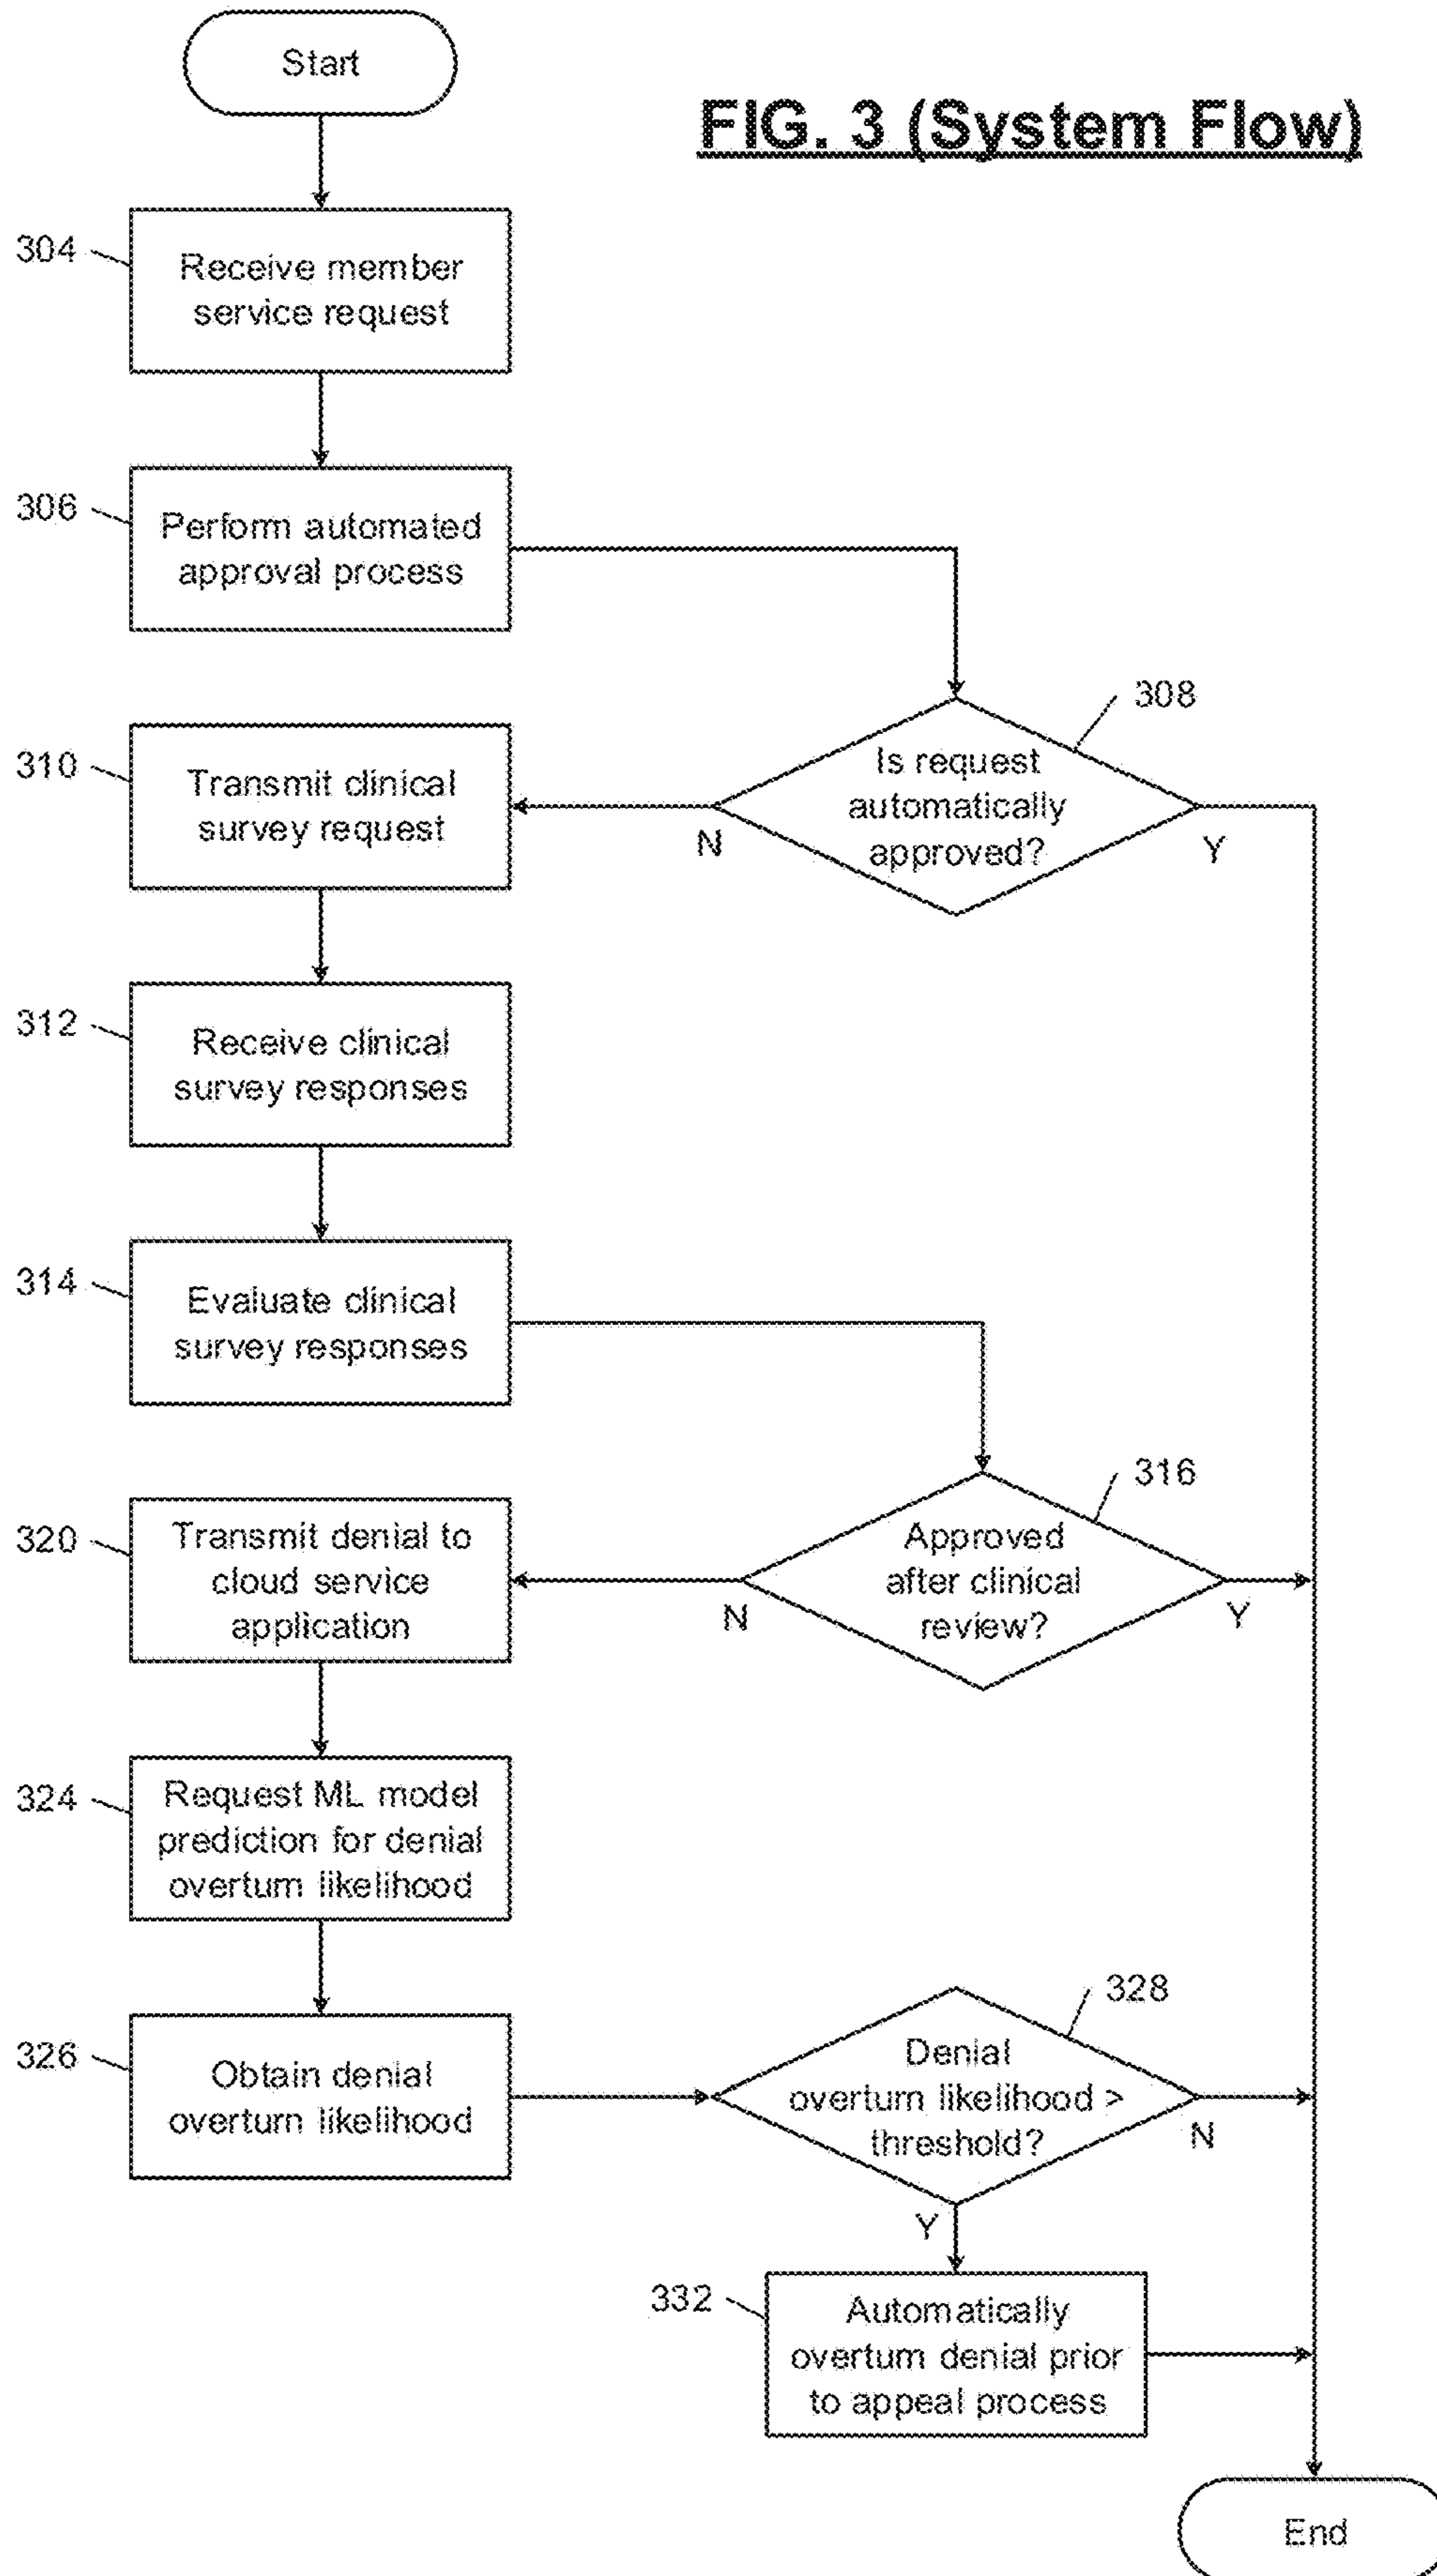 Start
FIG. 3 (System Flow)
304
Receive member
service request
306
Perform automated
approval process
308
Is request
automatically
approved?
N
Y
310
Transmit clinical
survey request
312
Receive clinical
survey responses
314
Evaluate clinical
survey responses
316
Approved
after clinical
review?
N
Y
320
Transmit denial to
cloud service
application
324
Request ML model
prediction for denial
overturn likelihood
326
Obtain denial
overturn likelihood
328
Denial
overturn likelihood >
threshold?
N
Y
332
Automatically
overturn denial prior
to appeal process
End